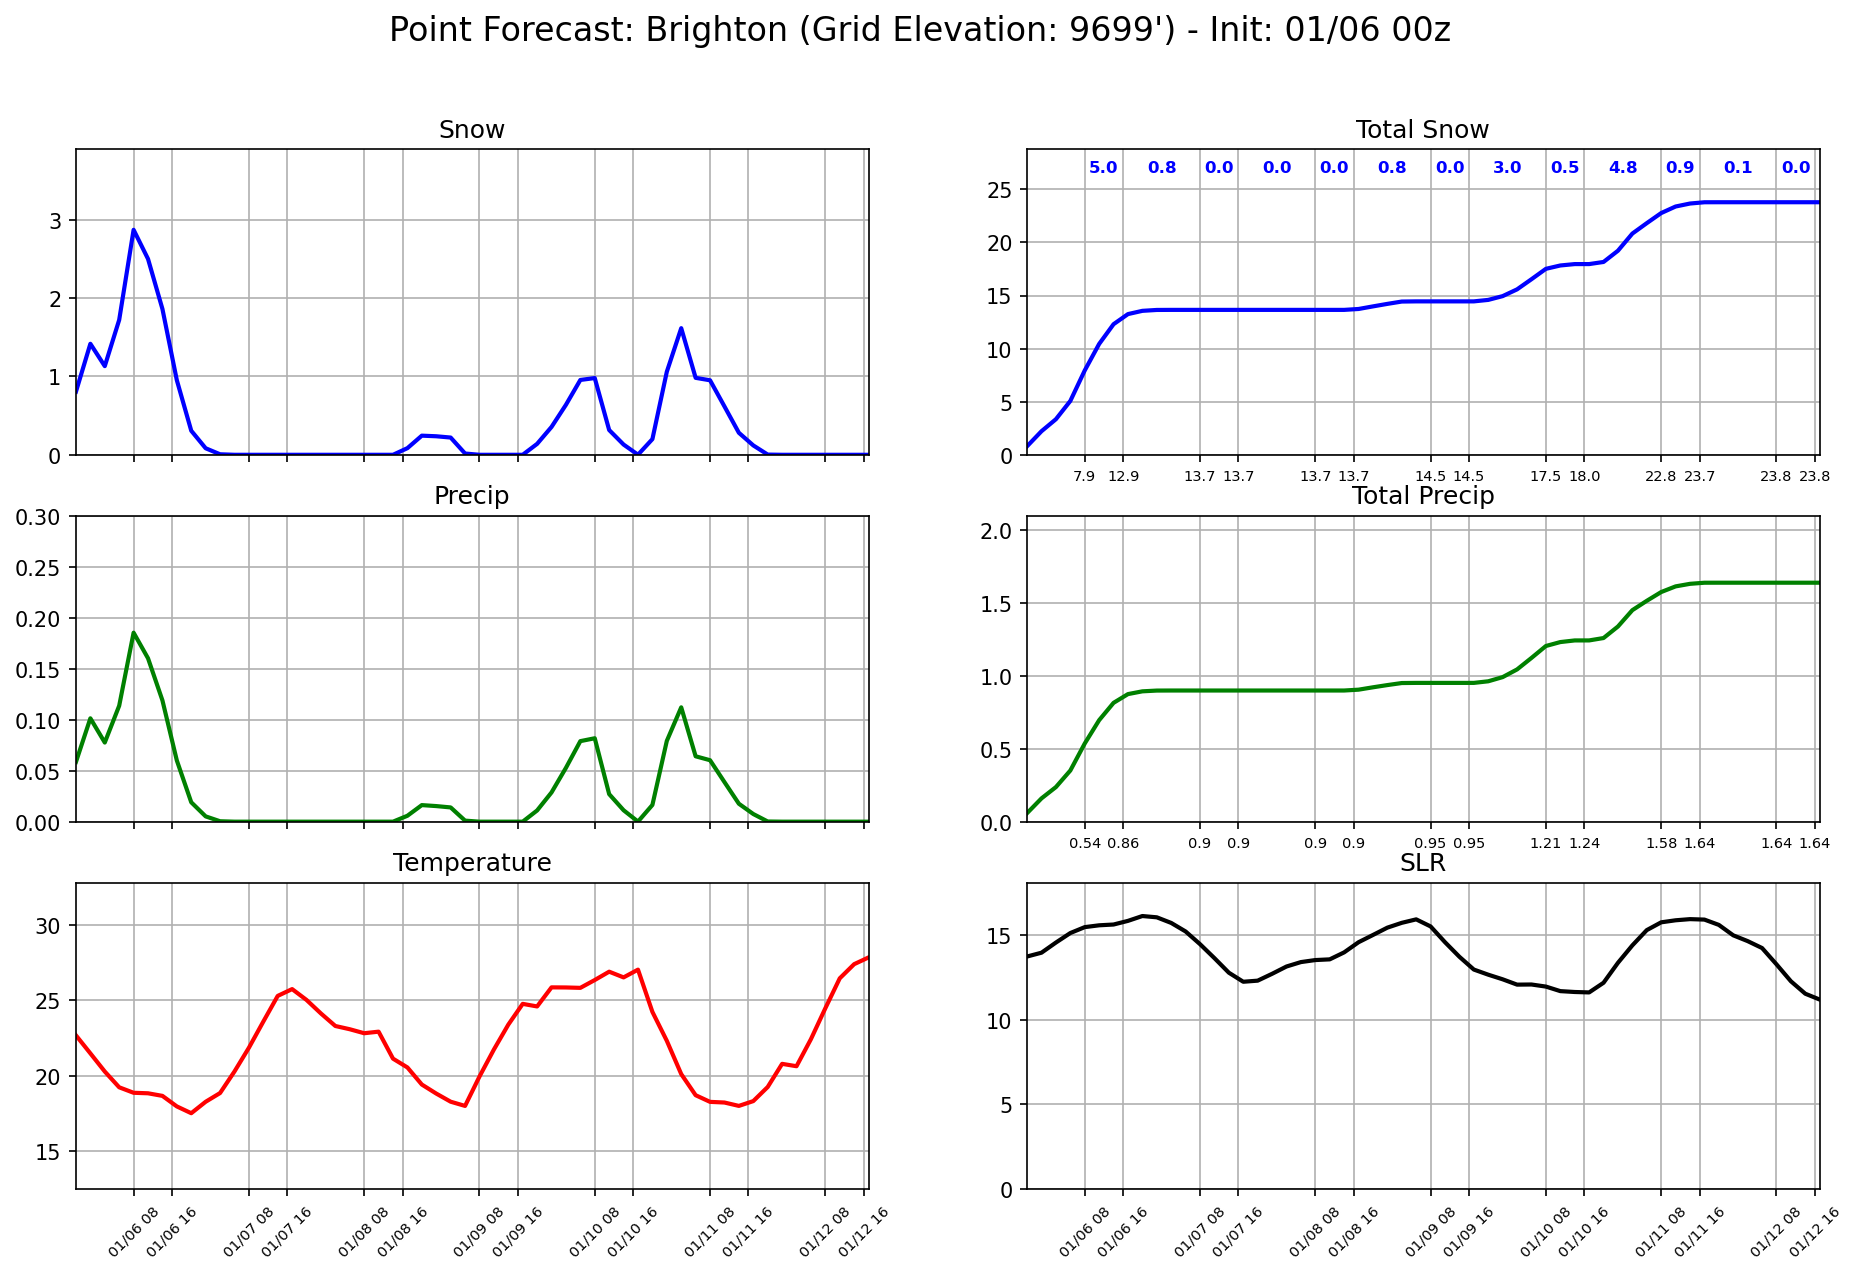 Point Forecast: Brighton (Grid Elevation: 9699') - Init: 01/06 00z
Snow
3
2
1
0
Total Snow
5.0 0.8 0.0 0.0 0.0 0.8 0.0 3.0 0.5 4.8 0.9 0.1 0.0
25
20
15
10
5
0
7.9 12.9 13.7 13.7 13.7 13.7 14.5 14.5 17.5 18.0 22.8 23.7 23.8 23.8
Precip
0.30
0.25
0.20
0.15
0.10
0.05
0.00
Total Precip
2.0
1.5
1.0
0.5
0.0
0.54 0.86 0.9 0.9 0.9 0.9 0.95 0.95 1.21 1.24 1.58 1.64 1.64 1.64
Temperature
30
25
20
15
01/06 08 01/06 16 01/07 08 01/07 16 01/08 08 01/08 16 01/09 08 01/09 16 01/10 08 01/10 16 01/11 08 01/11 16 01/12 08 01/12 16
SLR
15
10
5
0
01/06 08 01/06 16 01/07 08 01/07 16 01/08 08 01/08 16 01/09 08 01/09 16 01/10 08 01/10 16 01/11 08 01/11 16 01/12 08 01/12 16